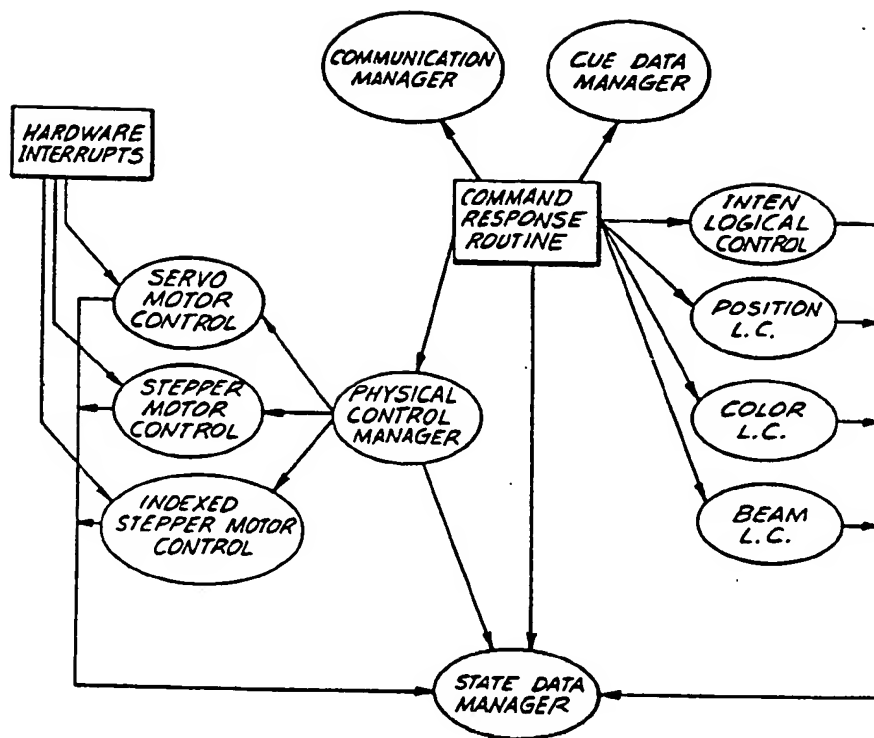 COMMUNICATION
MANAGER
CUE DATA
MANAGER
HARDWARE
INTERRUPTS
COMMAND
RESPONSE
ROUTINE
INTEN
LOGICAL
CONTROL
SERVO
MOTOR
CONTROL
POSITION
L.C.
STEPPER
MOTOR
CONTROL
PHYSICAL
CONTROL
MANAGER
COLOR
L.C.
INDEXED
STEPPER MOTOR
CONTROL
BEAM
L.C.
STATE DATA
MANAGER